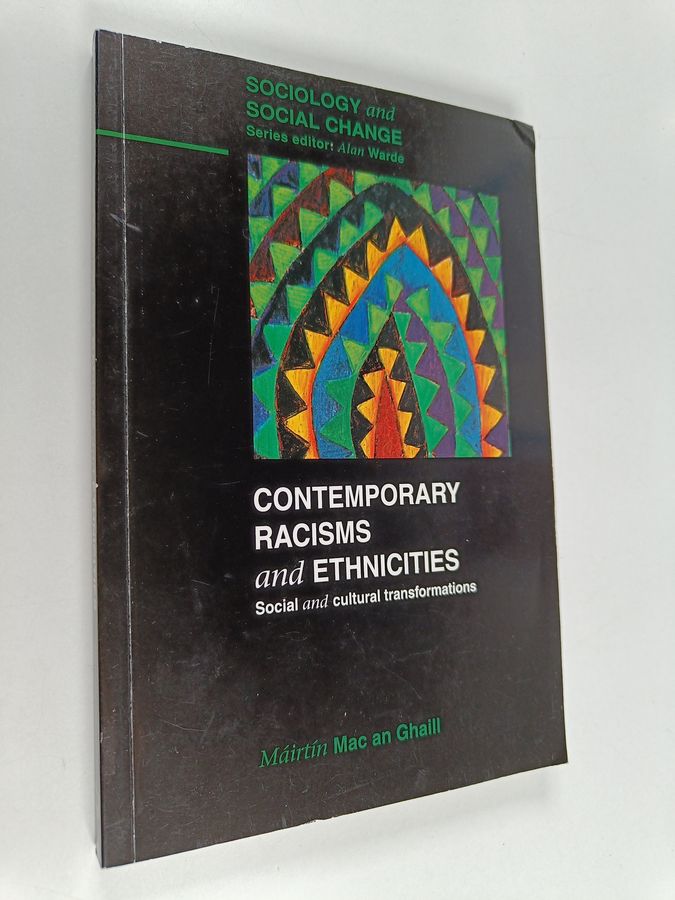 SOCIOLOGY and
SOCIAL CHANGE
Series editor: Alan Warde
CONTEMPORARY
RACISMS
and ETHNICITIES
Social and cultural transformations
Máirtín Mac an Ghaill